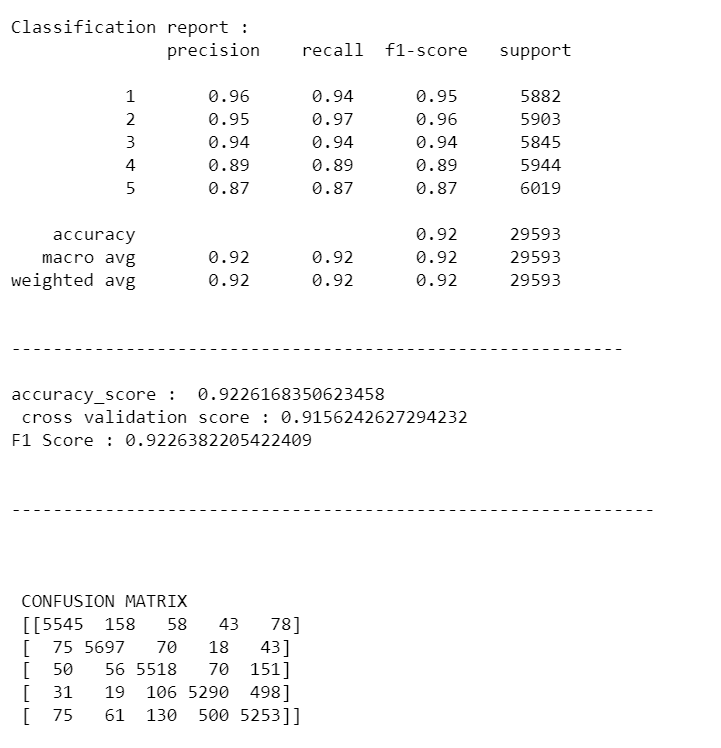 Classification report :
precision recall f1-score support
1 0.96 0.94 0.95 5882
2 0.95 0.97 0.96 5903
3 0.94 0.94 0.94 5845
4 0.89 0.89 0.89 5944
5 0.87 0.87 0.87 6019
accuracy 0.92 29593
macro avg 0.92 0.92 0.92 29593
weighted avg 0.92 0.92 0.92 29593
-----------------------------------------------------------
accuracy_score : 0.9226168350623458
cross validation score : 0.9156242627294232
F1 Score : 0.9226382205422409
--------------------------------------------------------------
CONFUSION MATRIX
[[5545 158 58 43 78]
[ 75 5697 70 18 43]
[ 50 56 5518 70 151]
[ 31 19 106 5290 498]
[ 75 61 130 500 5253]]